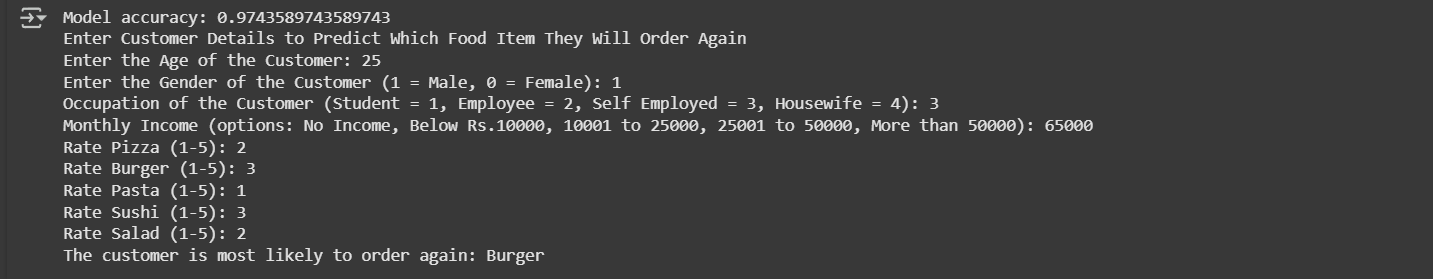 Model accuracy: 0.9743589743589743
Enter Customer Details to Predict Which Food Item They Will Order Again
Enter the Age of the Customer: 25
Enter the Gender of the Customer (1 = Male, 0 = Female): 1
Occupation of the Customer (Student = 1, Employee = 2, Self Employed = 3, Housewife = 4): 3
Monthly Income (options: No Income, Below Rs.10000, 10001 to 25000, 25001 to 50000, More than 50000): 65000
Rate Pizza (1-5): 2
Rate Burger (1-5): 3
Rate Pasta (1-5): 1
Rate Sushi (1-5): 3
Rate Salad (1-5): 2
The customer is most likely to order again: Burger